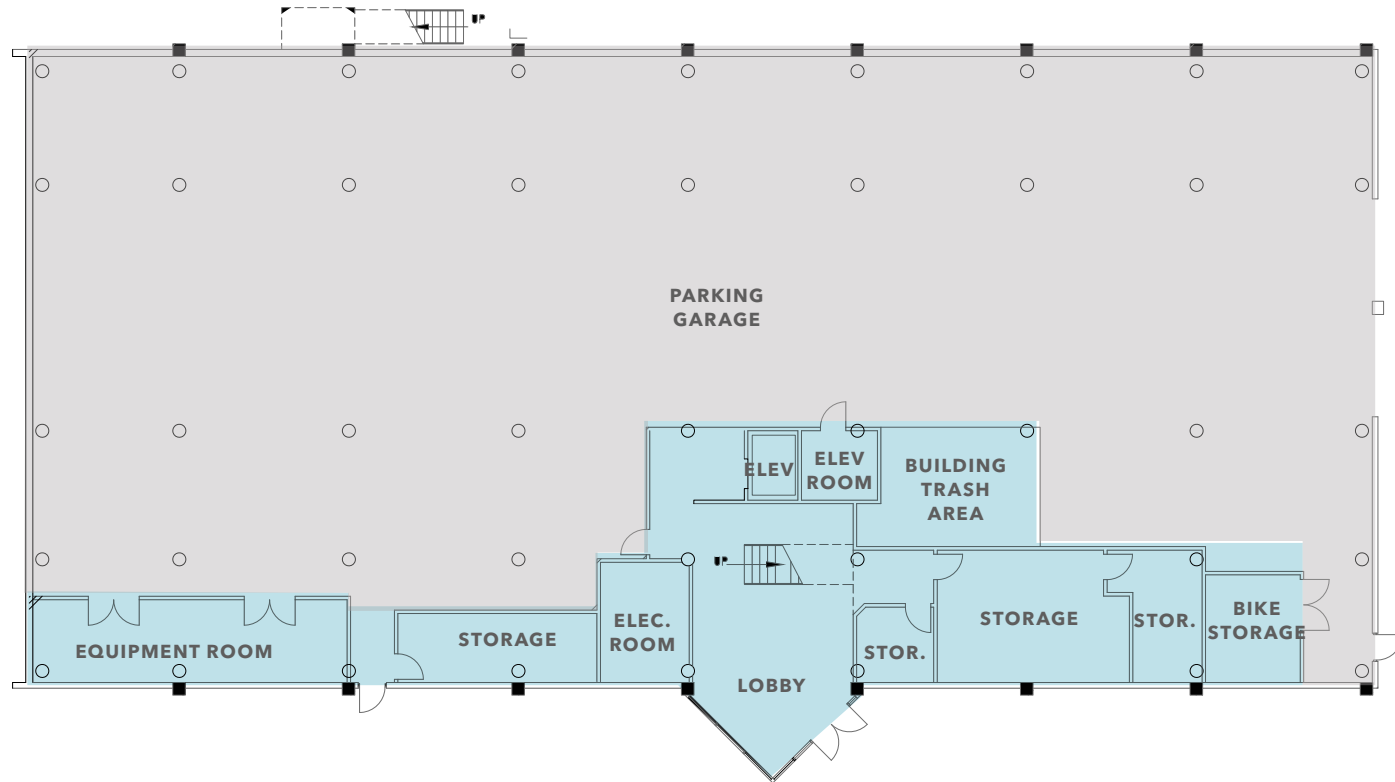 UP
PARKING
GARAGE
ELEV
ELEV
ROOM
BUILDING
TRASH
AREA
UP
EQUIPMENT ROOM
STORAGE
ELEC.
ROOM
LOBBY
STOR.
STORAGE
STOR.
BIKE
STORAGE